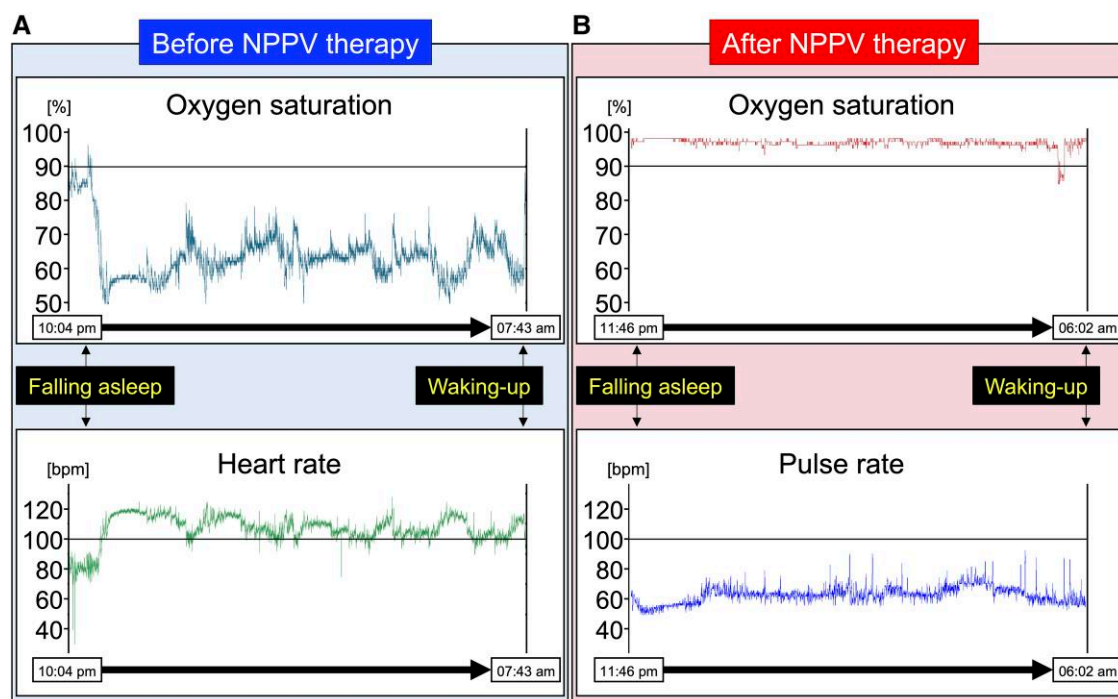 A
Before NPPV therapy
Oxygen saturation
[%]
100
90
80
70
60
50
10:04 pm
07:43 am
Falling asleep
Waking-up
Heart rate
[bpm]
120
100
80
60
40
10:04 pm
07:43 am
B
After NPPV therapy
Oxygen saturation
[%]
100
90
80
70
60
50
11:46 pm
06:02 am
Falling asleep
Waking-up
Pulse rate
[bpm]
120
100
80
60
40
11:46 pm
06:02 am